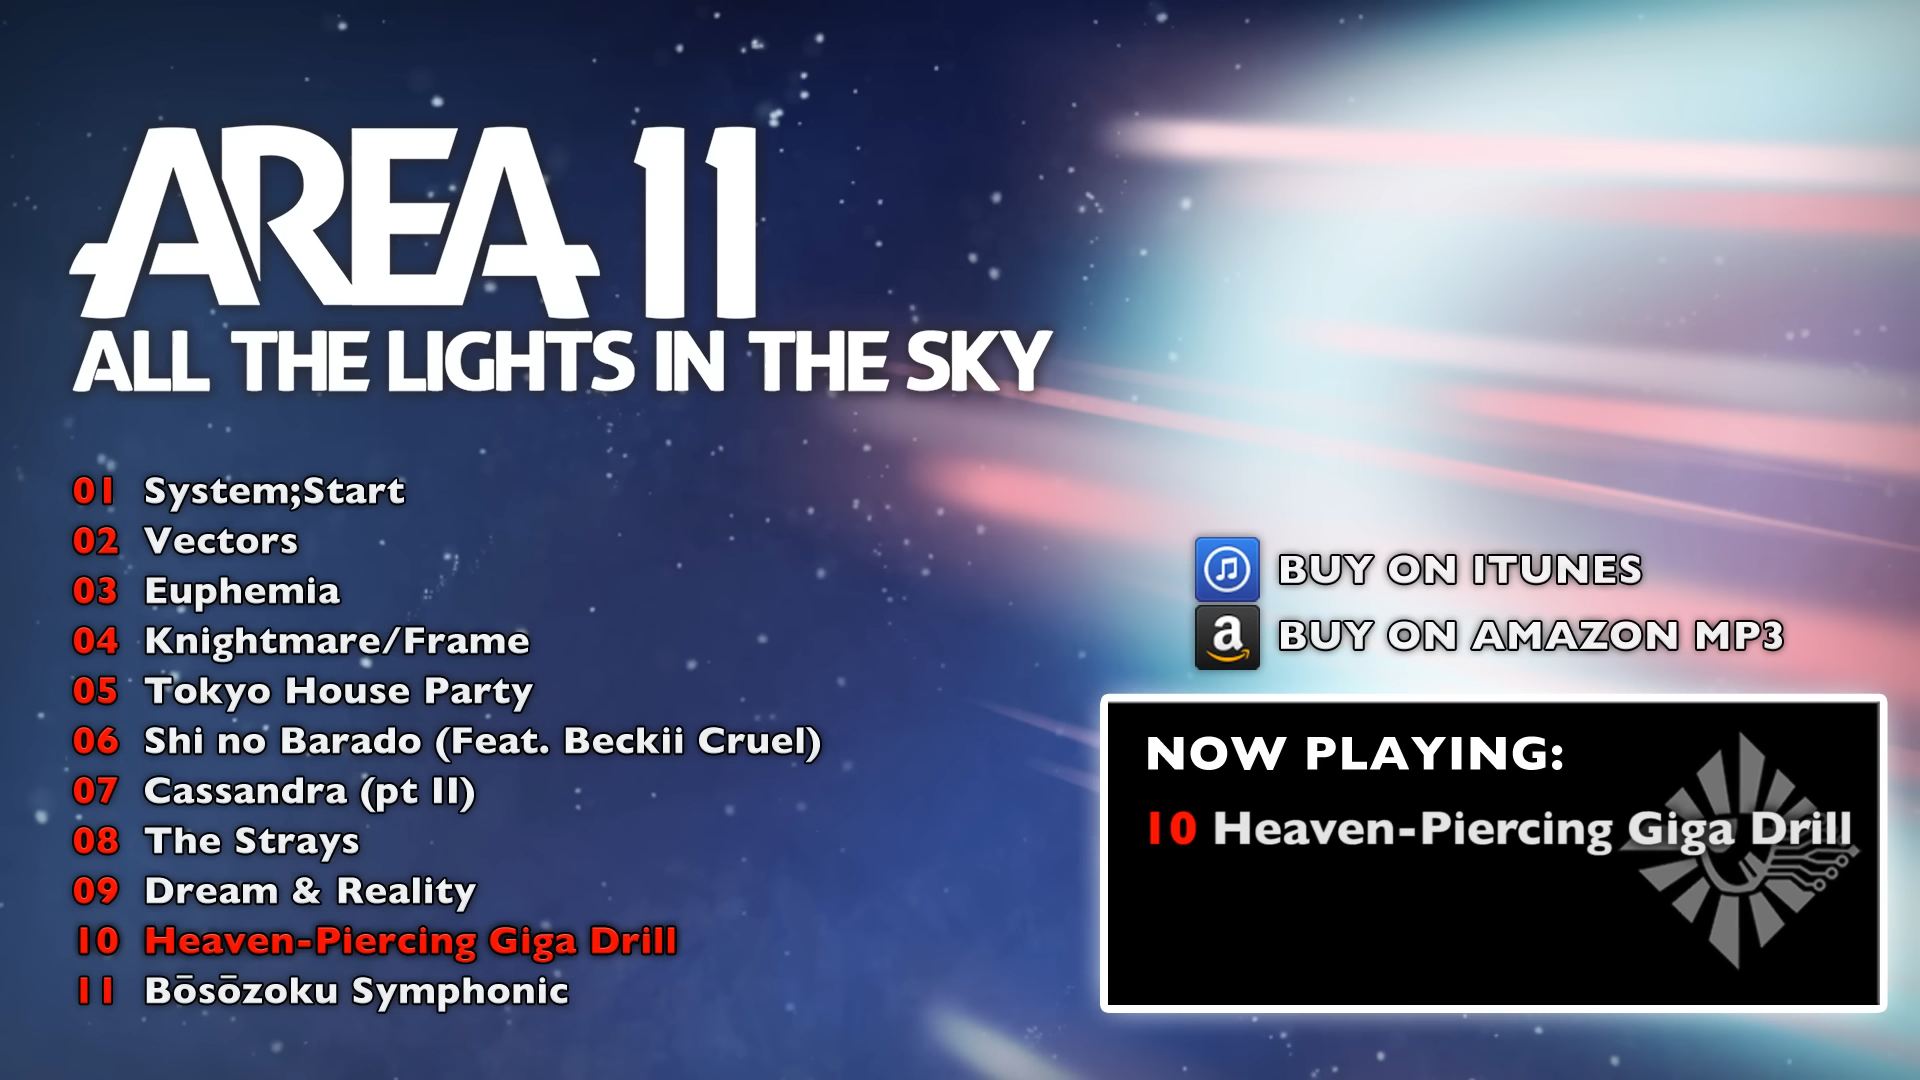 AREA 11
ALL THE LIGHTS IN THE SKY
01 System;Start
02 Vectors
03 Euphemia
04 Knightmare/Frame
05 Tokyo House Party
06 Shi no Barado (Feat. Beckii Cruel)
07 Cassandra (pt II)
08 The Strays
09 Dream & Reality
10 Heaven-Piercing Giga Drill
11 Bōsōzoku Symphonic
BUY ON ITUNES
a BUY ON AMAZON MP3
NOW PLAYING:
10 Heaven-Piercing Giga Drill